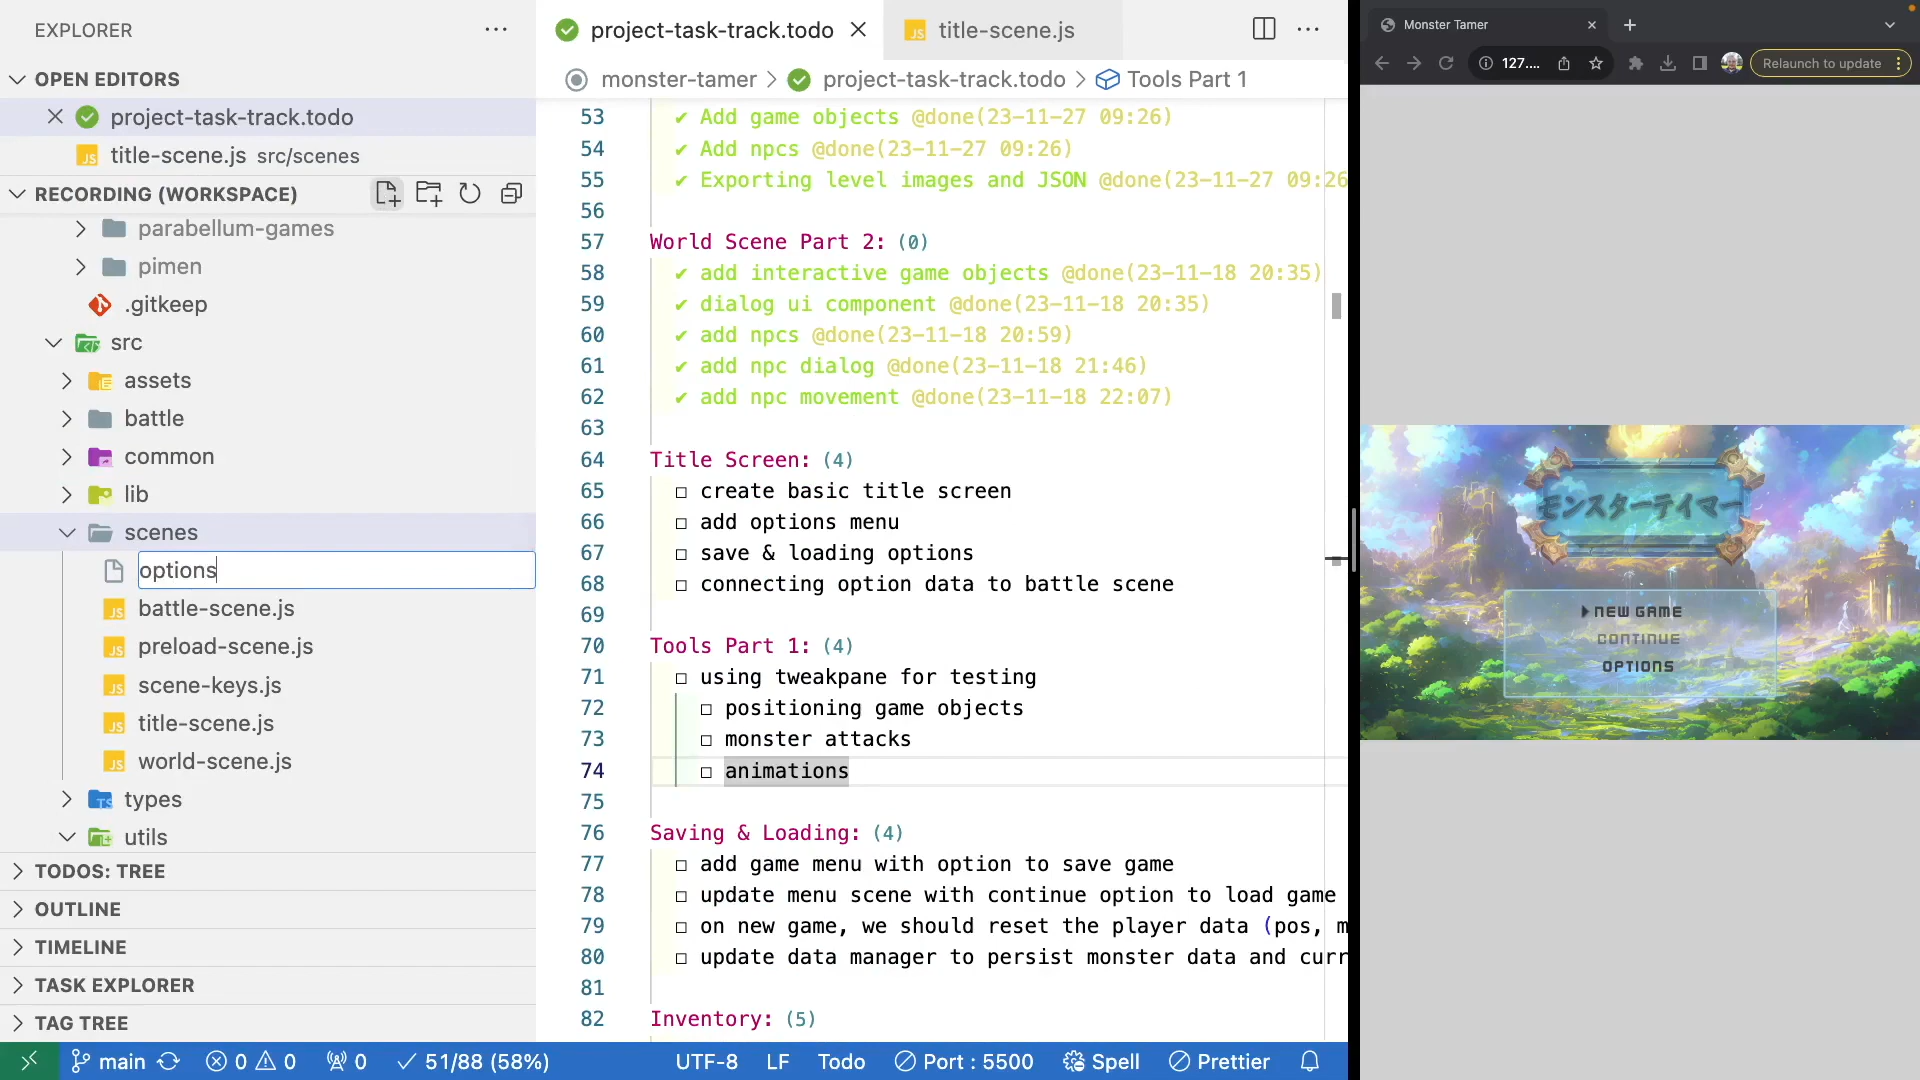 EXPLORER
OPEN EDITORS
project-task-track.todo
title-scene.js src/scenes
RECORDING (WORKSPACE)
parabellum-games
pimen
.gitkeep
src
assets
battle
common
lib
scenes
options
battle-scene.js
preload-scene.js
scene-keys.js
title-scene.js
world-scene.js
types
utils
TODOS: TREE
OUTLINE
TIMELINE
TASK EXPLORER
TAG TREE
project-task-track.todo
title-scene.js
monster-tamer > project-task-track.todo > Tools Part 1
53 ✔ Add game objects @done(23-11-27 09:26)
54 ✔ Add npcs @done(23-11-27 09:26)
55 ✔ Exporting level images and JSON @done(23-11-27 09:26
56
57 World Scene Part 2: (0)
58 ✔ add interactive game objects @done(23-11-18 20:35)
59 ✔ dialog ui component @done(23-11-18 20:35)
60 ✔ add npcs @done(23-11-18 20:59)
61 ✔ add npc dialog @done(23-11-18 21:46)
62 ✔ add npc movement @done(23-11-18 22:07)
63
64 Title Screen: (4)
65 ☐ create basic title screen
66 ☐ add options menu
67 ☐ save & loading options
68 ☐ connecting option data to battle scene
69
70 Tools Part 1: (4)
71 ☐ using tweakpane for testing
72 ☐ positioning game objects
73 ☐ monster attacks
74 ☐ animations
75
76 Saving & Loading: (4)
77 ☐ add game menu with option to save game
78 ☐ update menu scene with continue option to load game
79 ☐ on new game, we should reset the player data (pos, m
80 ☐ update data manager to persist monster data and curr
81
82 Inventory: (5)
main 0 0 0 51/88 (58%) UTF-8 LF Todo Port : 5500 Spell Prettier
Monster Tamer
127.... Relaunch to update
モンスターテイマー
NEW GAME
CONTINUE
OPTIONS